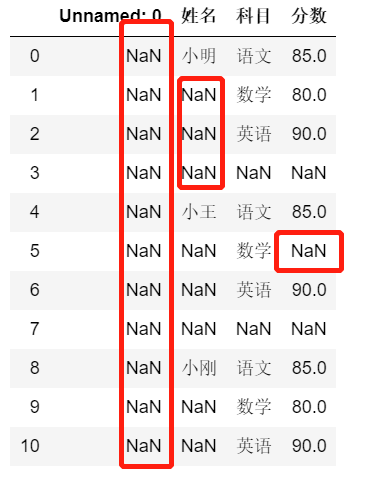 Unnamed: 0 姓名 科目 分数
0 NaN 小明 语文 85.0
1 NaN NaN 数学 80.0
2 NaN NaN 英语 90.0
3 NaN NaN NaN NaN
4 NaN 小王 语文 85.0
5 NaN NaN 数学 NaN
6 NaN NaN 英语 90.0
7 NaN NaN NaN NaN
8 NaN 小刚 语文 85.0
9 NaN NaN 数学 80.0
10 NaN NaN 英语 90.0